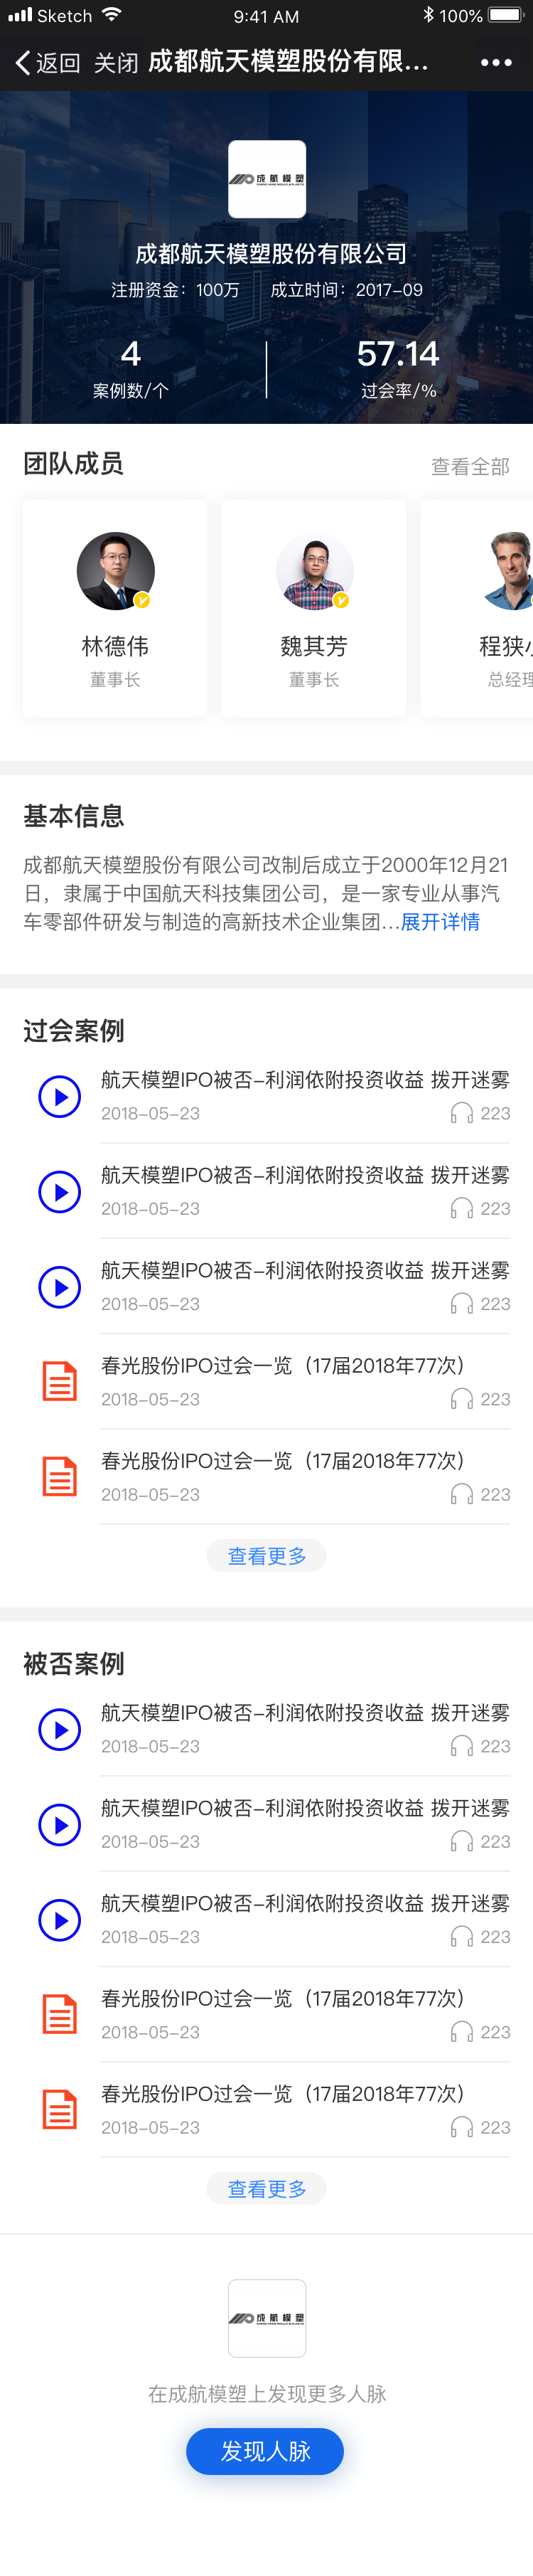 Sketch
9:41 AM
100%
返回 关闭 成都航天模塑股份有限...
成航模塑
成都航天模塑股份有限公司
注册资金：100万 成立时间：2017-09
4 57.14
案例数/个 过会率/%
团队成员 查看全部
林德伟 魏其芳 程狭小
董事长 董事长 总经理
基本信息
成都航天模塑股份有限公司改制后成立于2000年12月21
日，隶属于中国航天科技集团公司，是一家专业从事汽
车零部件研发与制造的高新技术企业集团...展开详情
过会案例
航天模塑IPO被否-利润依附投资收益 拨开迷雾
2018-05-23 223
航天模塑IPO被否-利润依附投资收益 拨开迷雾
2018-05-23 223
航天模塑IPO被否-利润依附投资收益 拨开迷雾
2018-05-23 223
春光股份IPO过会一览（17届2018年77次）
2018-05-23 223
春光股份IPO过会一览（17届2018年77次）
2018-05-23 223
查看更多
被否案例
航天模塑IPO被否-利润依附投资收益 拨开迷雾
2018-05-23 223
航天模塑IPO被否-利润依附投资收益 拨开迷雾
2018-05-23 223
航天模塑IPO被否-利润依附投资收益 拨开迷雾
2018-05-23 223
春光股份IPO过会一览（17届2018年77次）
2018-05-23 223
春光股份IPO过会一览（17届2018年77次）
2018-05-23 223
查看更多
成航模塑
在成航模塑上发现更多人脉
发现人脉